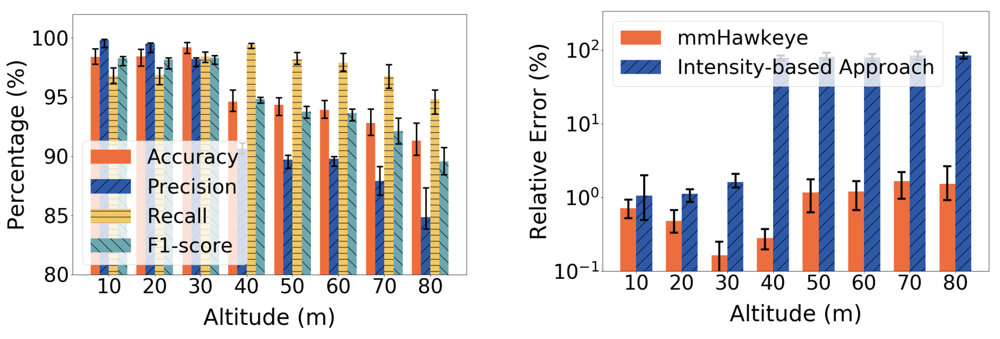 Percentage (%)
100
95
90
85
80
Accuracy
Precision
Recall
F1-score
10 20 30 40 50 60 70 80
Altitude (m)
Relative Error (%)
10²
10¹
10⁰
10⁻¹
mmHawkeye
Intensity-based Approach
10 20 30 40 50 60 70 80
Altitude (m)